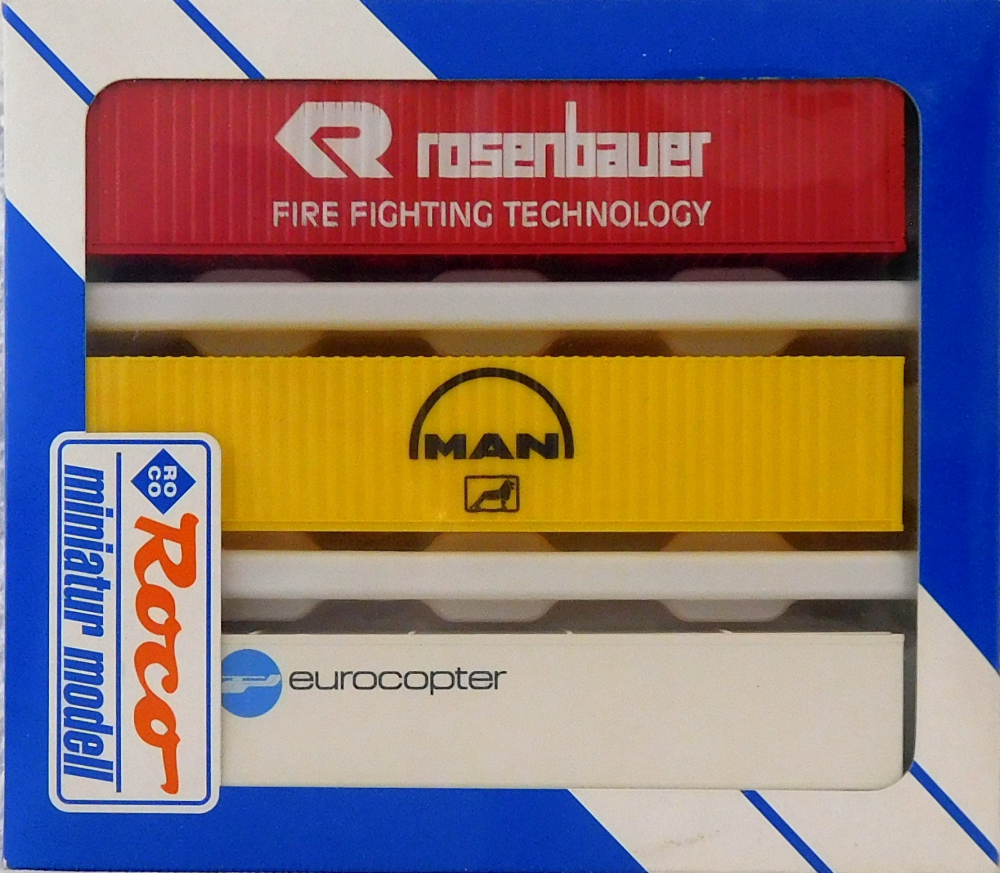 rosenbauer
FIRE FIGHTING TECHNOLOGY
MAN
eurocopter
RO
CO
Roco
miniatur modell